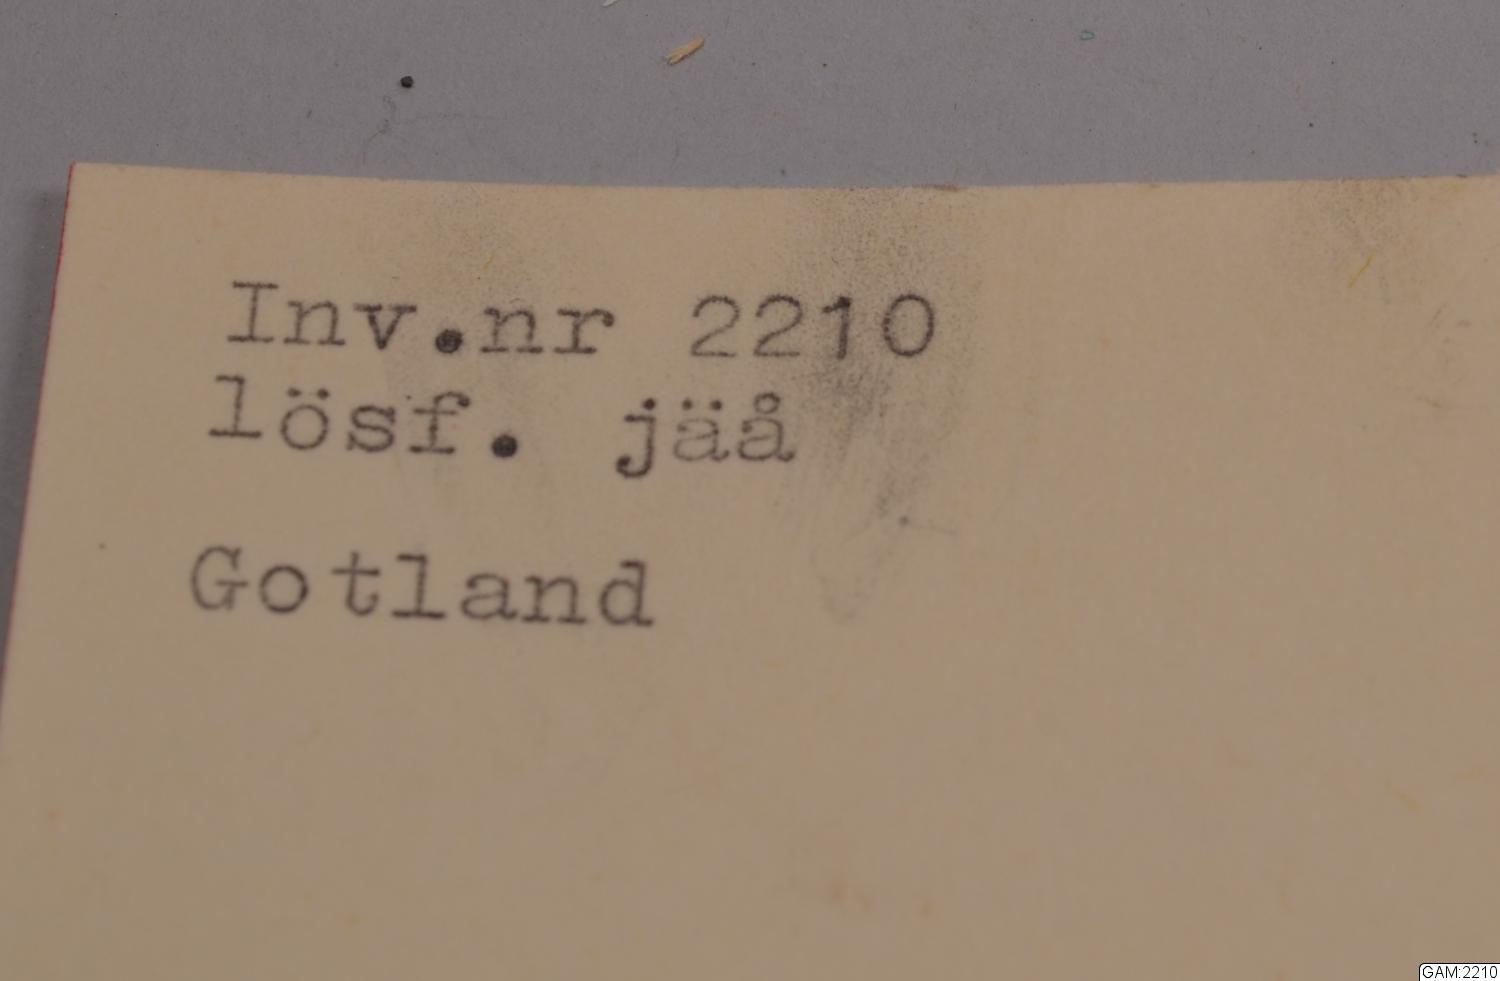 Inv.nr 2210
lösf. jäå
Gotland
GAM:2210